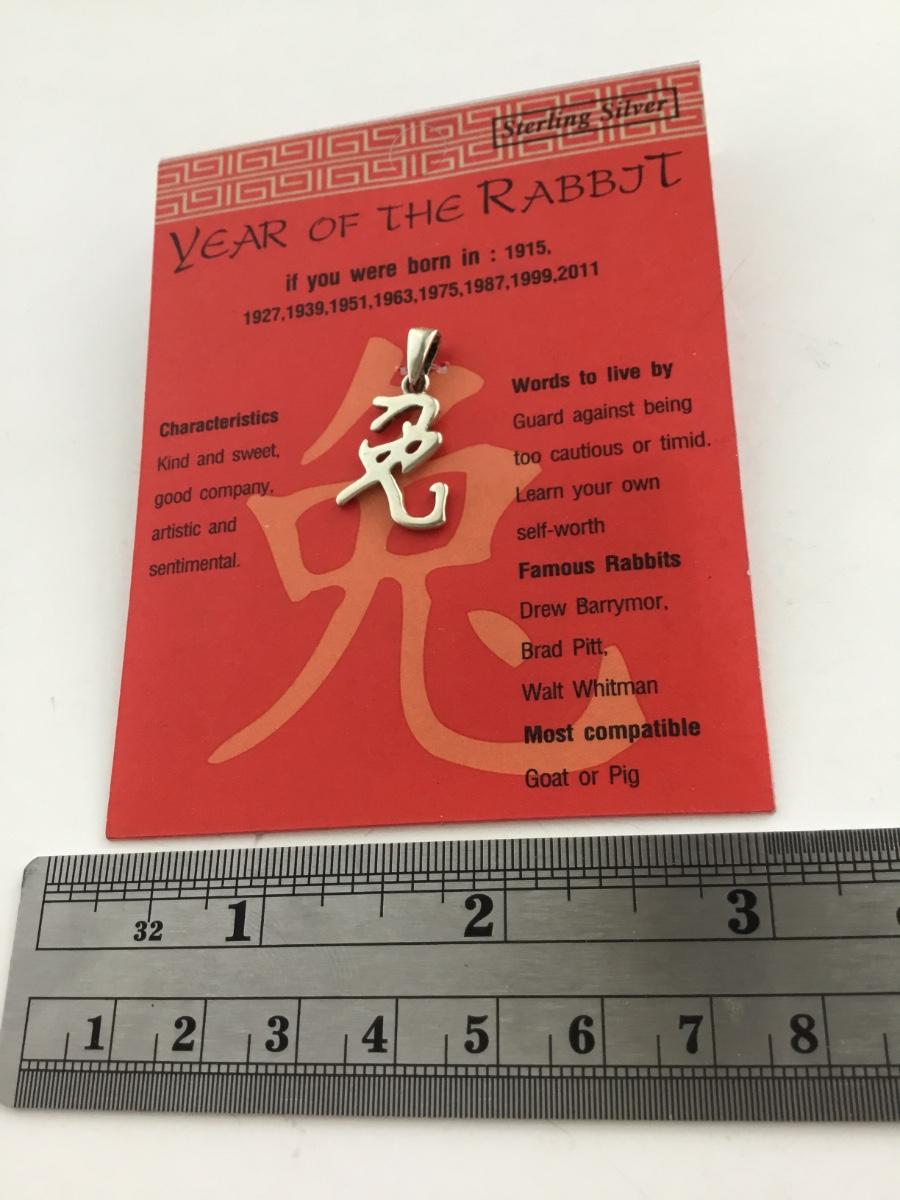 Sterling Silver
YEAR OF THE RABBIT
if you were born in : 1915,
1927,1939,1951,1963,1975,1987,1999,2011
兔
Characteristics
Kind and sweet,
good company,
artistic and
sentimental.
Words to live by
Guard against being
too cautious or timid.
Learn your own
self-worth
Famous Rabbits
Drew Barrymor,
Brad Pitt,
Walt Whitman
Most compatible
Goat or Pig
32 1 2 3
1 2 3 4 5 6 7 8